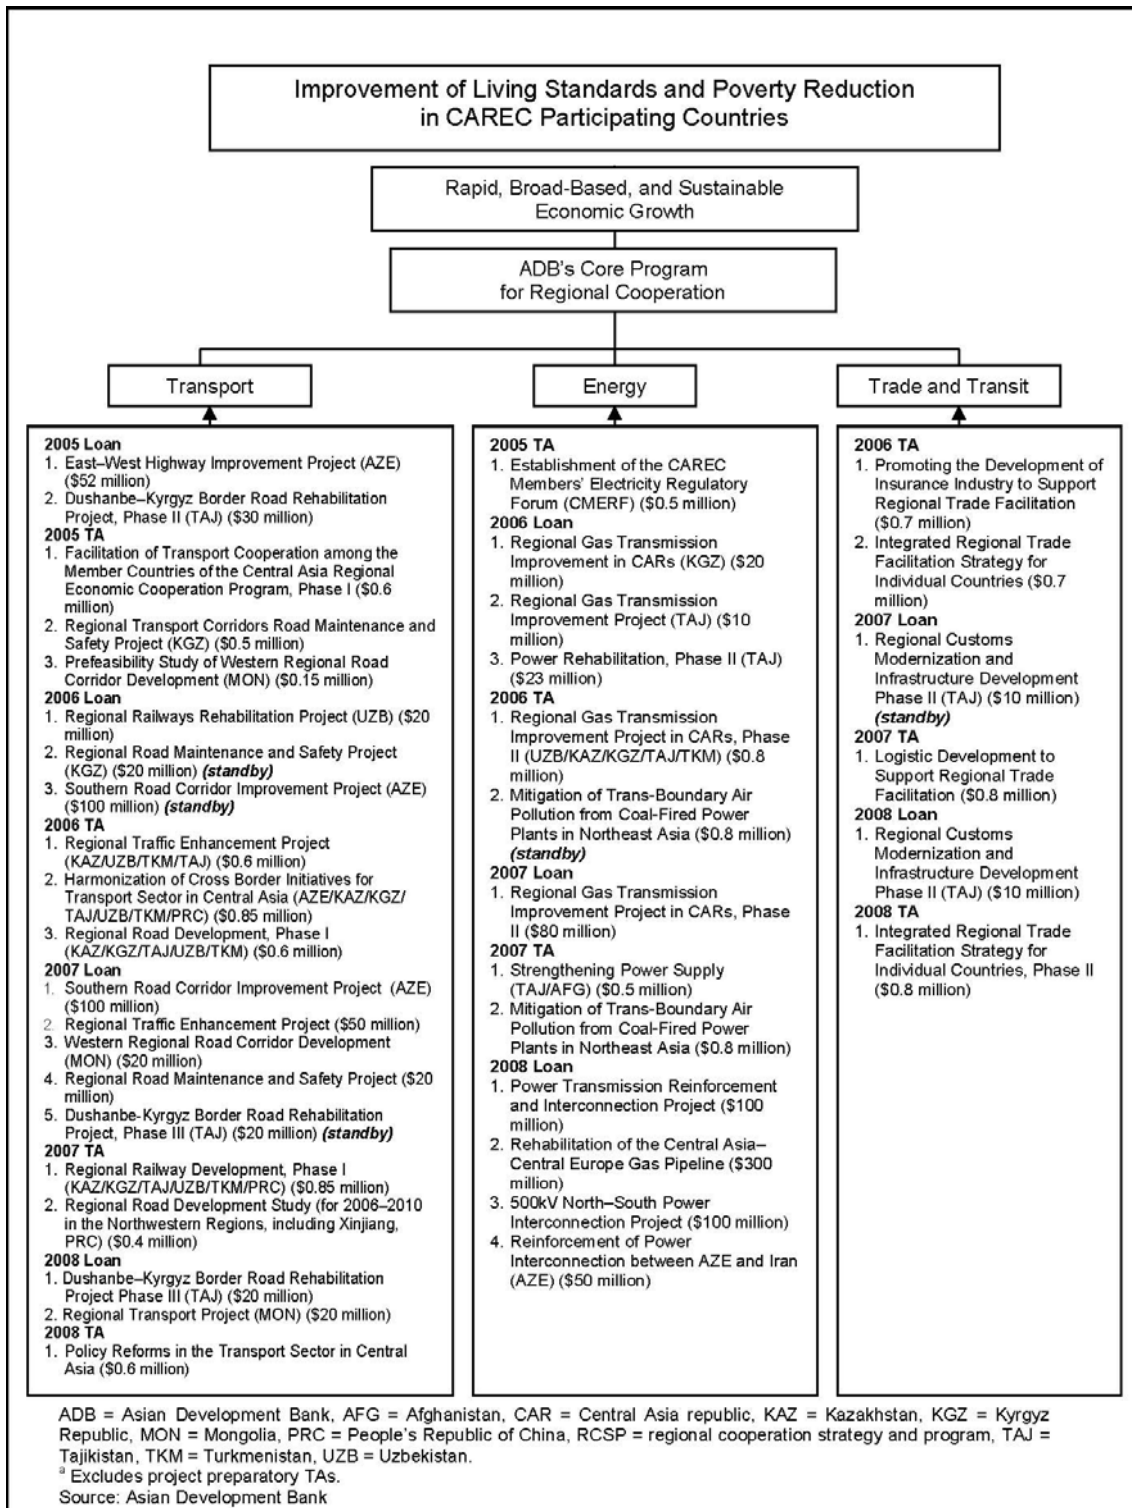 Improvement of Living Standards and Poverty Reduction
in CAREC Participating Countries
Rapid, Broad-Based, and Sustainable
Economic Growth
ADB's Core Program
for Regional Cooperation
Transport
Energy
Trade and Transit
2005 Loan
1. East–West Highway Improvement Project (AZE)
($52 million)
2. Dushanbe–Kyrgyz Border Road Rehabilitation
Project, Phase II (TAJ) ($30 million)
2005 TA
1. Facilitation of Transport Cooperation among the
Member Countries of the Central Asia Regional
Economic Cooperation Program, Phase I ($0.6
million)
2. Regional Transport Corridors Road Maintenance and
Safety Project (KGZ) ($0.5 million)
3. Prefeasibility Study of Western Regional Road
Corridor Development (MON) ($0.15 million)
2006 Loan
1. Regional Railways Rehabilitation Project (UZB) ($20
million)
2. Regional Road Maintenance and Safety Project
(KGZ) ($20 million) (standby)
3. Southern Road Corridor Improvement Project (AZE)
($100 million) (standby)
2006 TA
1. Regional Traffic Enhancement Project
(KAZ/UZB/TKM/TAJ) ($0.6 million)
2. Harmonization of Cross Border Initiatives for
Transport Sector in Central Asia (AZE/KAZ/KGZ/
TAJ/UZB/TKM/PRC) ($0.85 million)
3. Regional Road Development, Phase I
(KAZ/KGZ/TAJ/UZB/TKM) ($0.6 million)
2007 Loan
1. Southern Road Corridor Improvement Project (AZE)
($100 million)
2. Regional Traffic Enhancement Project ($50 million)
3. Western Regional Road Corridor Development
(MON) ($20 million)
4. Regional Road Maintenance and Safety Project ($20
million)
5. Dushanbe-Kyrgyz Border Road Rehabilitation
Project, Phase III (TAJ) ($20 million) (standby)
2007 TA
1. Regional Railway Development, Phase I
(KAZ/KGZ/TAJ/UZB/TKM/PRC) ($0.85 million)
2. Regional Road Development Study (for 2006–2010
in the Northwestern Regions, including Xinjiang,
PRC) ($0.4 million)
2008 Loan
1. Dushanbe–Kyrgyz Border Road Rehabilitation
Project Phase III (TAJ) ($20 million)
2. Regional Transport Project (MON) ($20 million)
2008 TA
1. Policy Reforms in the Transport Sector in Central
Asia ($0.6 million)
2005 TA
1. Establishment of the CAREC
Members' Electricity Regulatory
Forum (CMERF) ($0.5 million)
2006 Loan
1. Regional Gas Transmission
Improvement in CARs (KGZ) ($20
million)
2. Regional Gas Transmission
Improvement Project (TAJ) ($10
million)
3. Power Rehabilitation, Phase II (TAJ)
($23 million)
2006 TA
1. Regional Gas Transmission
Improvement Project in CARs, Phase
II (UZB/KAZ/KGZ/TAJ/TKM) ($0.8
million)
2. Mitigation of Trans-Boundary Air
Pollution from Coal-Fired Power
Plants in Northeast Asia ($0.8 million)
(standby)
2007 Loan
1. Regional Gas Transmission
Improvement Project in CARs, Phase
II ($80 million)
2007 TA
1. Strengthening Power Supply
(TAJ/AFG) ($0.5 million)
2. Mitigation of Trans-Boundary Air
Pollution from Coal-Fired Power
Plants in Northeast Asia ($0.8 million)
2008 Loan
1. Power Transmission Reinforcement
and Interconnection Project ($100
million)
2. Rehabilitation of the Central Asia–
Central Europe Gas Pipeline ($300
million)
3. 500kV North–South Power
Interconnection Project ($100 million)
4. Reinforcement of Power
Interconnection between AZE and Iran
(AZE) ($50 million)
2006 TA
1. Promoting the Development of
Insurance Industry to Support
Regional Trade Facilitation
($0.7 million)
2. Integrated Regional Trade
Facilitation Strategy for
Individual Countries ($0.7
million)
2007 Loan
1. Regional Customs
Modernization and
Infrastructure Development
Phase II (TAJ) ($10 million)
(standby)
2007 TA
1. Logistic Development to
Support Regional Trade
Facilitation ($0.8 million)
2008 Loan
1. Regional Customs
Modernization and
Infrastructure Development
Phase II (TAJ) ($10 million)
2008 TA
1. Integrated Regional Trade
Facilitation Strategy for
Individual Countries, Phase II
($0.8 million)
ADB = Asian Development Bank, AFG = Afghanistan, CAR = Central Asia republic, KAZ = Kazakhstan, KGZ = Kyrgyz
Republic, MON = Mongolia, PRC = People's Republic of China, RCSP = regional cooperation strategy and program, TAJ =
Tajikistan, TKM = Turkmenistan, UZB = Uzbekistan.
a Excludes project preparatory TAs.
Source: Asian Development Bank